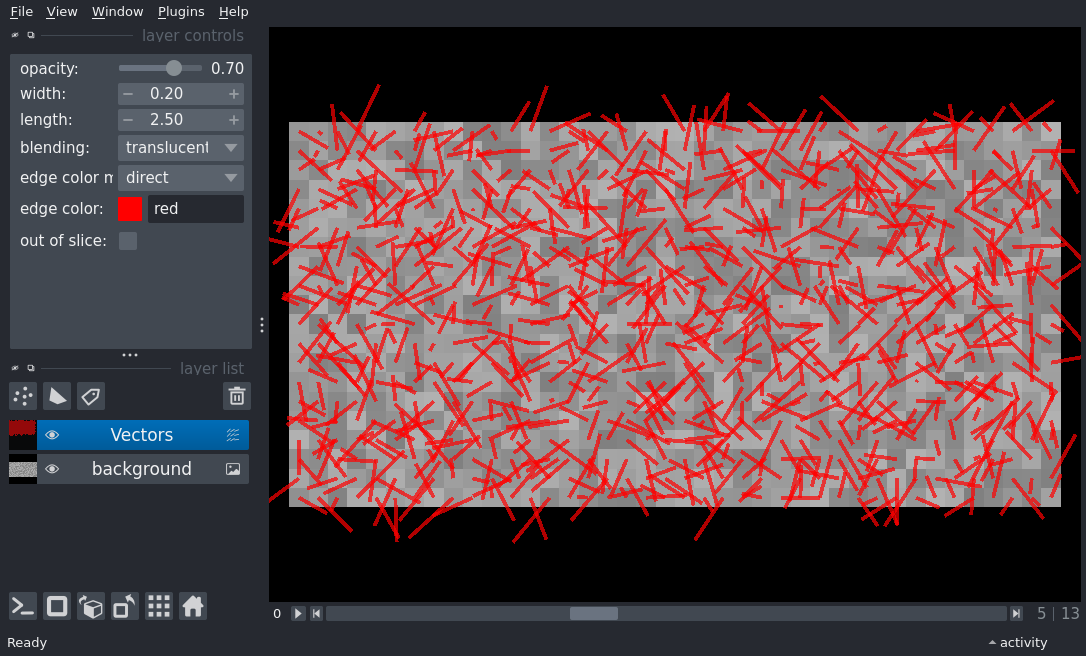 File View Window Plugins Help
layer controls
opacity: 0.70
width: − 0.20 +
length: − 2.50 +
blending: translucent
edge color m direct
edge color: red
out of slice:
layer list
Vectors
background
0 5 | 13
Ready activity